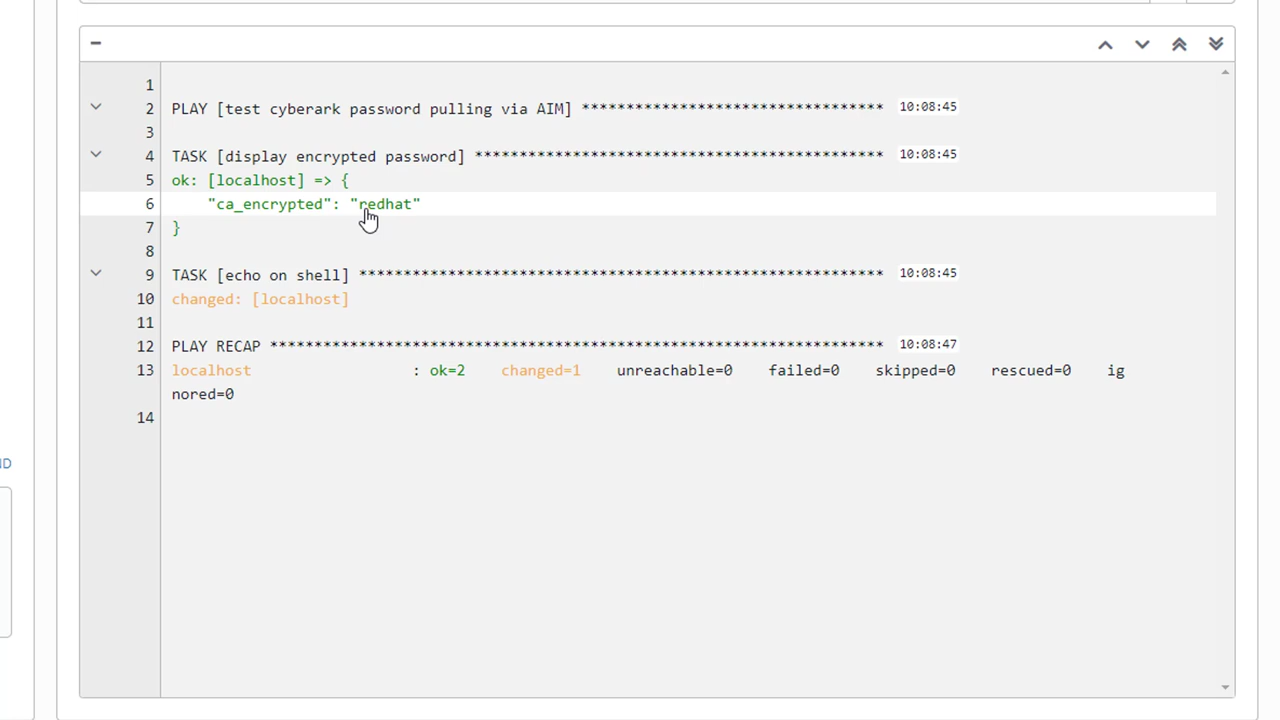 1
2 PLAY [test cyberark password pulling via AIM] ********************************** 10:08:45
3
4 TASK [display encrypted password] ********************************************** 10:08:45
5 ok: [localhost] => {
6 "ca_encrypted": "redhat"
7 }
8
9 TASK [echo on shell] *********************************************************** 10:08:45
10 changed: [localhost]
11
12 PLAY RECAP ********************************************************************* 10:08:47
13 localhost : ok=2 changed=1 unreachable=0 failed=0 skipped=0 rescued=0 ig
nored=0
14
ND